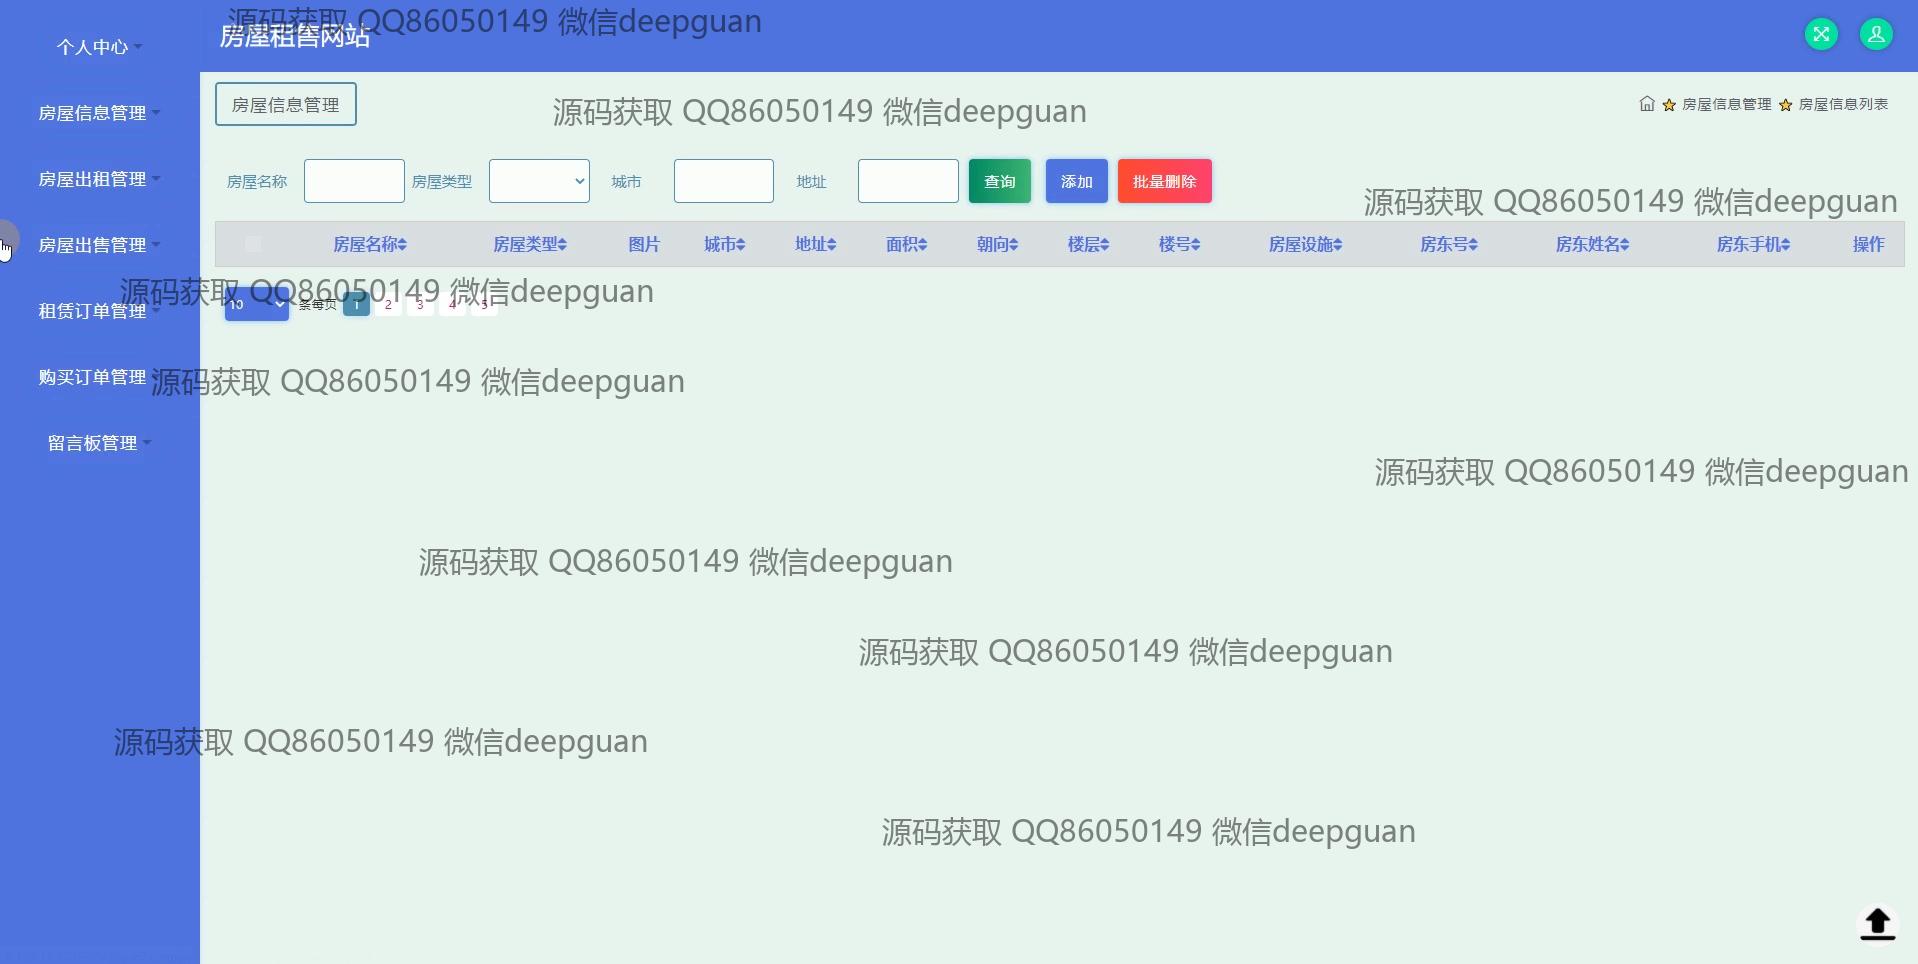 源码获取 QQ86050149 微信deepguan
房屋租售网站
个人中心
房屋信息管理
房屋出租管理
房屋出售管理
租赁订单管理
购买订单管理
留言板管理
房屋信息管理
源码获取 QQ86050149 微信deepguan
房屋信息管理 房屋信息列表
房屋名称 房屋类型 城市 地址 查询 添加 批量删除
源码获取 QQ86050149 微信deepguan
房屋名称 房屋类型 图片 城市 地址 面积 朝向 楼层 楼号 房屋设施 房东号 房东姓名 房东手机 操作
源码获取 QQ86050149 微信deepguan
10 条每页 1 2 3 4 5
源码获取 QQ86050149 微信deepguan
源码获取 QQ86050149 微信deepguan
源码获取 QQ86050149 微信deepguan
源码获取 QQ86050149 微信deepguan
源码获取 QQ86050149 微信deepguan
源码获取 QQ86050149 微信deepguan